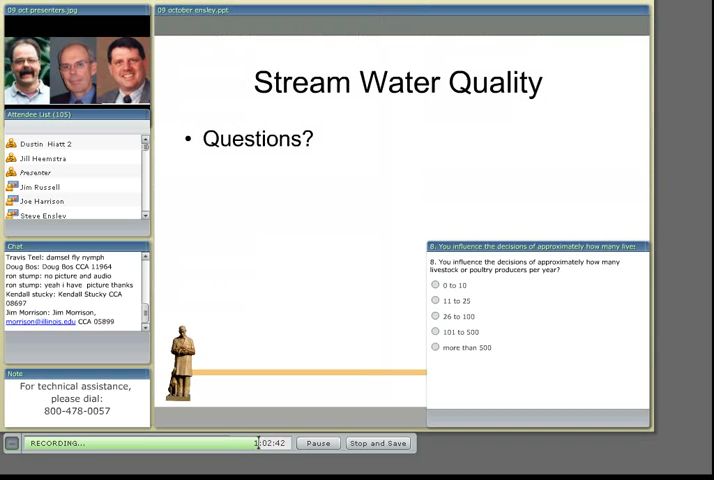 09 oct presenters.jpg
Attendee List (105)
Dustin Hiatt 2
Jill Heemstra
Presenter
Jim Russell
Joe Harrison
Steve Ensley
Chat
Travis Teel: damsel fly nymph
Doug Bos: Doug Bos CCA 11964
ron stump: no picture and audio
ron stump: yeah i have picture thanks
Kendall stucky: Kendall Stucky CCA
08697
Jim Morrison: Jim Morrison,
morrison@illinois.edu CCA 05899
Note
For technical assistance,
please dial:
800-478-0057
09 october ensley.ppt
Stream Water Quality
• Questions?
8. You influence the decisions of approximately how many lives
8. You influence the decisions of approximately how many
livestock or poultry producers per year?
0 to 10
11 to 25
26 to 100
101 to 500
more than 500
RECORDING...
1:02:42
Pause
Stop and Save